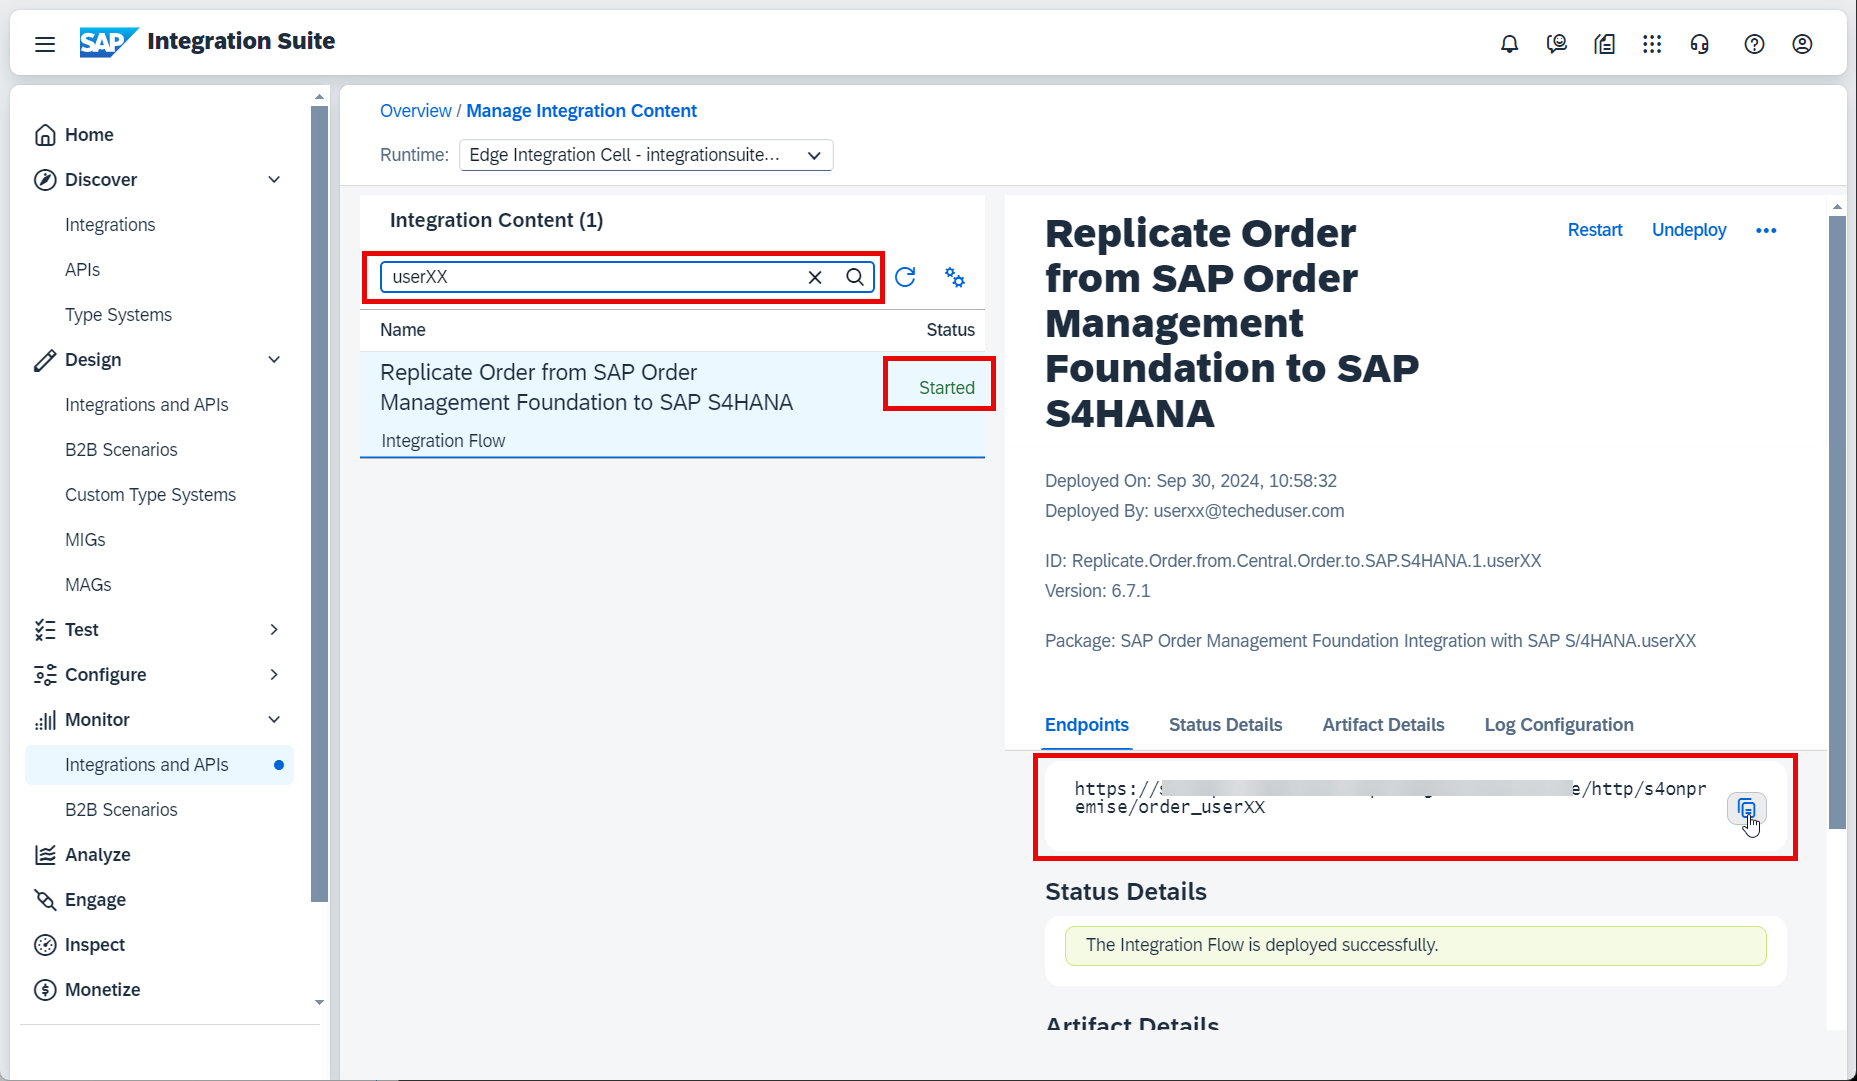 SAP Integration Suite
Home
Discover
Integrations
APIs
Type Systems
Design
Integrations and APIs
B2B Scenarios
Custom Type Systems
MIGs
MAGs
Test
Configure
Monitor
Integrations and APIs
B2B Scenarios
Analyze
Engage
Inspect
Monetize
Overview / Manage Integration Content
Runtime: Edge Integration Cell - integrationsuite...
Integration Content (1)
userXX
Name Status
Replicate Order from SAP Order
Management Foundation to SAP S4HANA
Started
Integration Flow
Replicate Order
from SAP Order
Management
Foundation to SAP
S4HANA
Restart Undeploy
Deployed On: Sep 30, 2024, 10:58:32
Deployed By: userxx@techeduser.com
ID: Replicate.Order.from.Central.Order.to.SAP.S4HANA.1.userXX
Version: 6.7.1
Package: SAP Order Management Foundation Integration with SAP S/4HANA.userXX
Endpoints Status Details Artifact Details Log Configuration
https:// e/http/s4onpr
emise/order_userXX
Status Details
The Integration Flow is deployed successfully.
Artifact Details